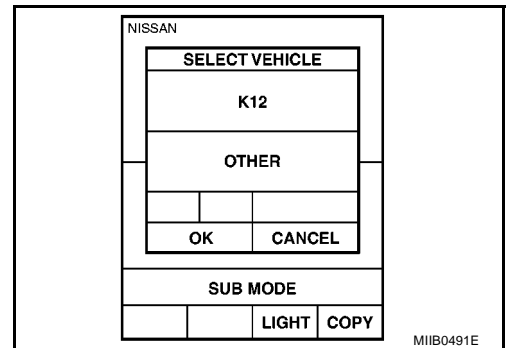 NISSAN
SELECT VEHICLE
K12
OTHER
OK CANCEL
SUB MODE
LIGHT COPY
MIIB0491E